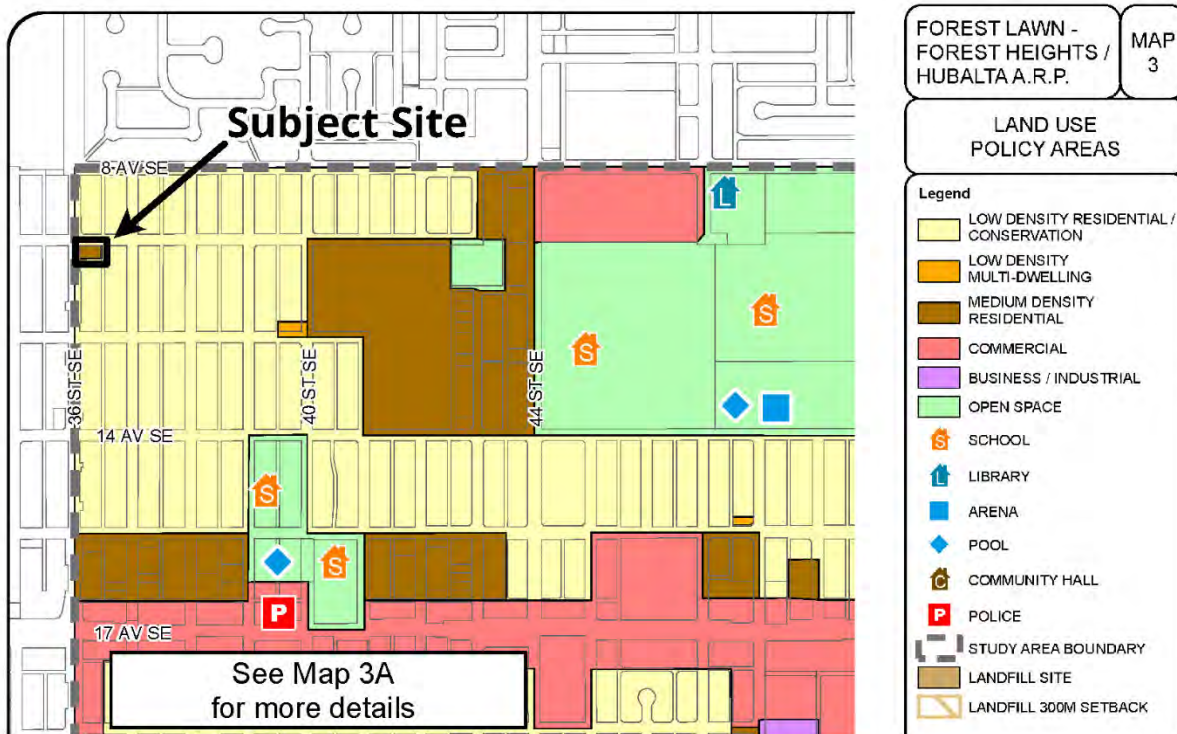 Subject Site
8 AV SE
36 ST SE
40 ST SE
44 ST SE
14 AV SE
17 AV SE
L
S
S
S
S
P
See Map 3A
for more details
FOREST LAWN -
FOREST HEIGHTS /
HUBALTA A.R.P.
MAP
3
LAND USE
POLICY AREAS
Legend
LOW DENSITY RESIDENTIAL /
CONSERVATION
LOW DENSITY
MULTI-DWELLING
MEDIUM DENSITY
RESIDENTIAL
COMMERCIAL
BUSINESS / INDUSTRIAL
OPEN SPACE
S SCHOOL
L LIBRARY
ARENA
POOL
C COMMUNITY HALL
P POLICE
STUDY AREA BOUNDARY
LANDFILL SITE
LANDFILL 300M SETBACK